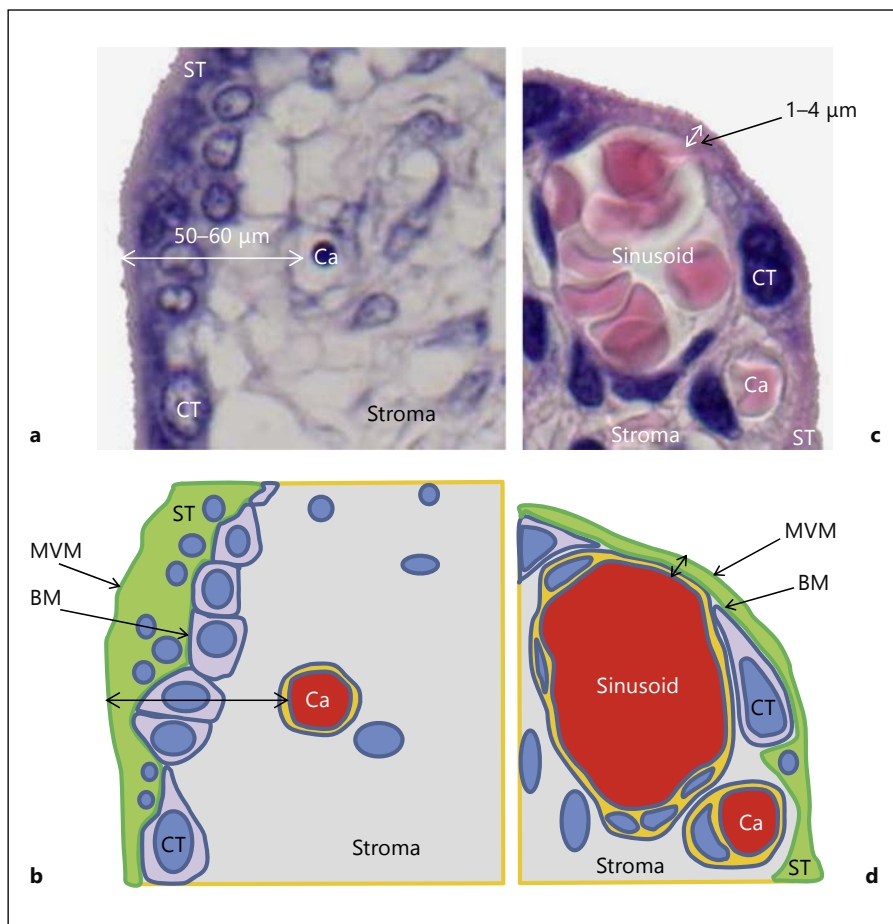 ST
50–60 μm
Ca
CT
Stroma
a
1–4 μm
Sinusoid
CT
Ca
Stroma
ST
c
ST
MVM
BM
Ca
CT
Stroma
b
MVM
BM
Sinusoid
CT
Ca
Stroma
ST
d